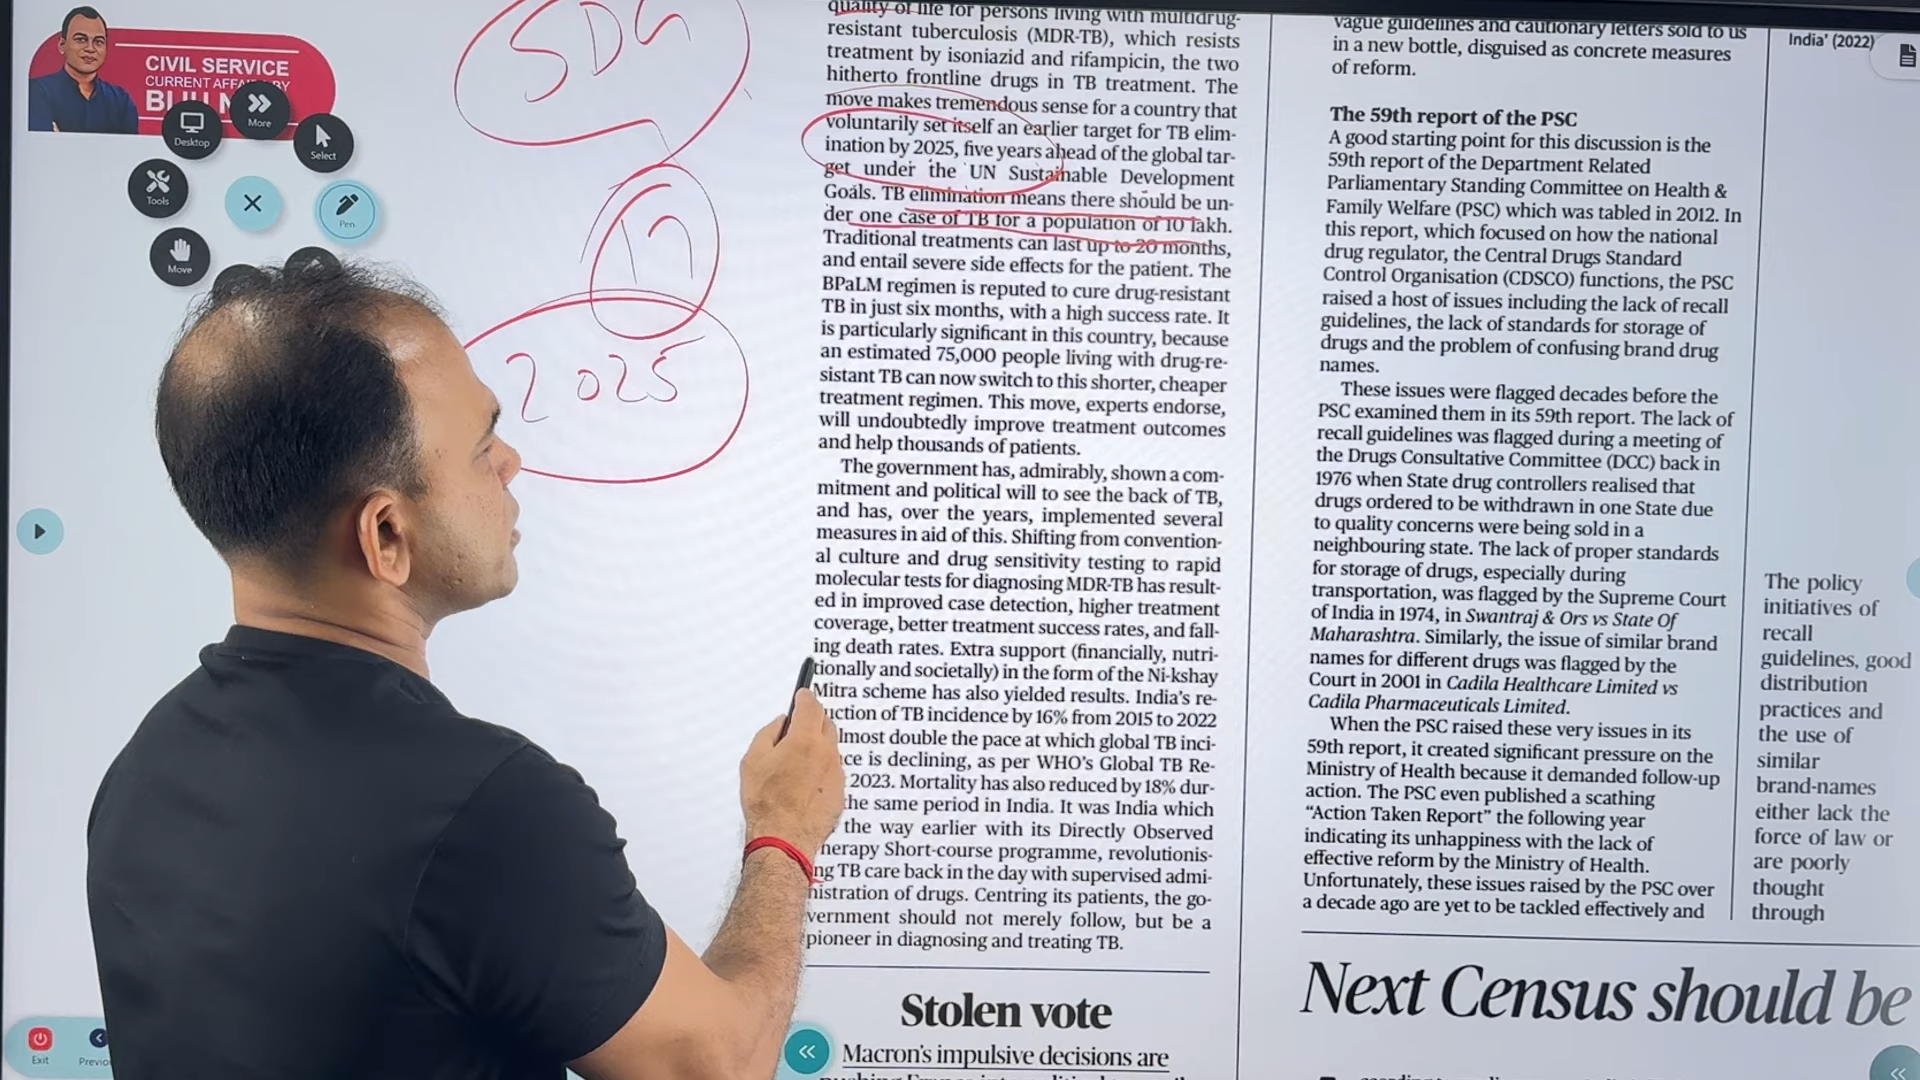 CIVIL SERVICE
CURRENT AFFAIRS BY
BIJU
Desktop
More
Select
Tools
Pen
Move
SDG
17
2025
quality of life for persons living with multidrug-
resistant tuberculosis (MDR-TB), which resists
treatment by isoniazid and rifampicin, the two
hitherto frontline drugs in TB treatment. The
move makes tremendous sense for a country that
voluntarily set itself an earlier target for TB elim-
ination by 2025, five years ahead of the global tar-
get under the UN Sustainable Development
Goals. TB elimination means there should be un-
der one case of TB for a population of 10 lakh.
Traditional treatments can last up to 20 months,
and entail severe side effects for the patient. The
BPaLM regimen is reputed to cure drug-resistant
TB in just six months, with a high success rate. It
is particularly significant in this country, because
an estimated 75,000 people living with drug-re-
sistant TB can now switch to this shorter, cheaper
treatment regimen. This move, experts endorse,
will undoubtedly improve treatment outcomes
and help thousands of patients.
The government has, admirably, shown a com-
mitment and political will to see the back of TB,
and has, over the years, implemented several
measures in aid of this. Shifting from convention-
al culture and drug sensitivity testing to rapid
molecular tests for diagnosing MDR-TB has result-
ed in improved case detection, higher treatment
coverage, better treatment success rates, and fall-
ing death rates. Extra support (financially, nutri-
tionally and societally) in the form of the Ni-kshay
Mitra scheme has also yielded results. India's re-
uction of TB incidence by 16% from 2015 to 2022
lmost double the pace at which global TB inci-
ce is declining, as per WHO's Global TB Re-
2023. Mortality has also reduced by 18% dur-
the same period in India. It was India which
the way earlier with its Directly Observed
herapy Short-course programme, revolutionis-
ng TB care back in the day with supervised admi-
nistration of drugs. Centring its patients, the go-
vernment should not merely follow, but be a
pioneer in diagnosing and treating TB.
Stolen vote
Macron's impulsive decisions are
vague guidelines and cautionary letters sold to us
in a new bottle, disguised as concrete measures
of reform.
The 59th report of the PSC
A good starting point for this discussion is the
59th report of the Department Related
Parliamentary Standing Committee on Health &
Family Welfare (PSC) which was tabled in 2012. In
this report, which focused on how the national
drug regulator, the Central Drugs Standard
Control Organisation (CDSCO) functions, the PSC
raised a host of issues including the lack of recall
guidelines, the lack of standards for storage of
drugs and the problem of confusing brand drug
names.
These issues were flagged decades before the
PSC examined them in its 59th report. The lack of
recall guidelines was flagged during a meeting of
the Drugs Consultative Committee (DCC) back in
1976 when State drug controllers realised that
drugs ordered to be withdrawn in one State due
to quality concerns were being sold in a
neighbouring state. The lack of proper standards
for storage of drugs, especially during
transportation, was flagged by the Supreme Court
of India in 1974, in Swantraj & Ors vs State Of
Maharashtra. Similarly, the issue of similar brand
names for different drugs was flagged by the
Court in 2001 in Cadila Healthcare Limited vs
Cadila Pharmaceuticals Limited.
When the PSC raised these very issues in its
59th report, it created significant pressure on the
Ministry of Health because it demanded follow-up
action. The PSC even published a scathing
"Action Taken Report" the following year
indicating its unhappiness with the lack of
effective reform by the Ministry of Health.
Unfortunately, these issues raised by the PSC over
a decade ago are yet to be tackled effectively and
India' (2022)
The policy
initiatives of
recall
guidelines, good
distribution
practices and
the use of
similar
brand-names
either lack the
force of law or
are poorly
thought
through
Next Census should be
Exit
Previo